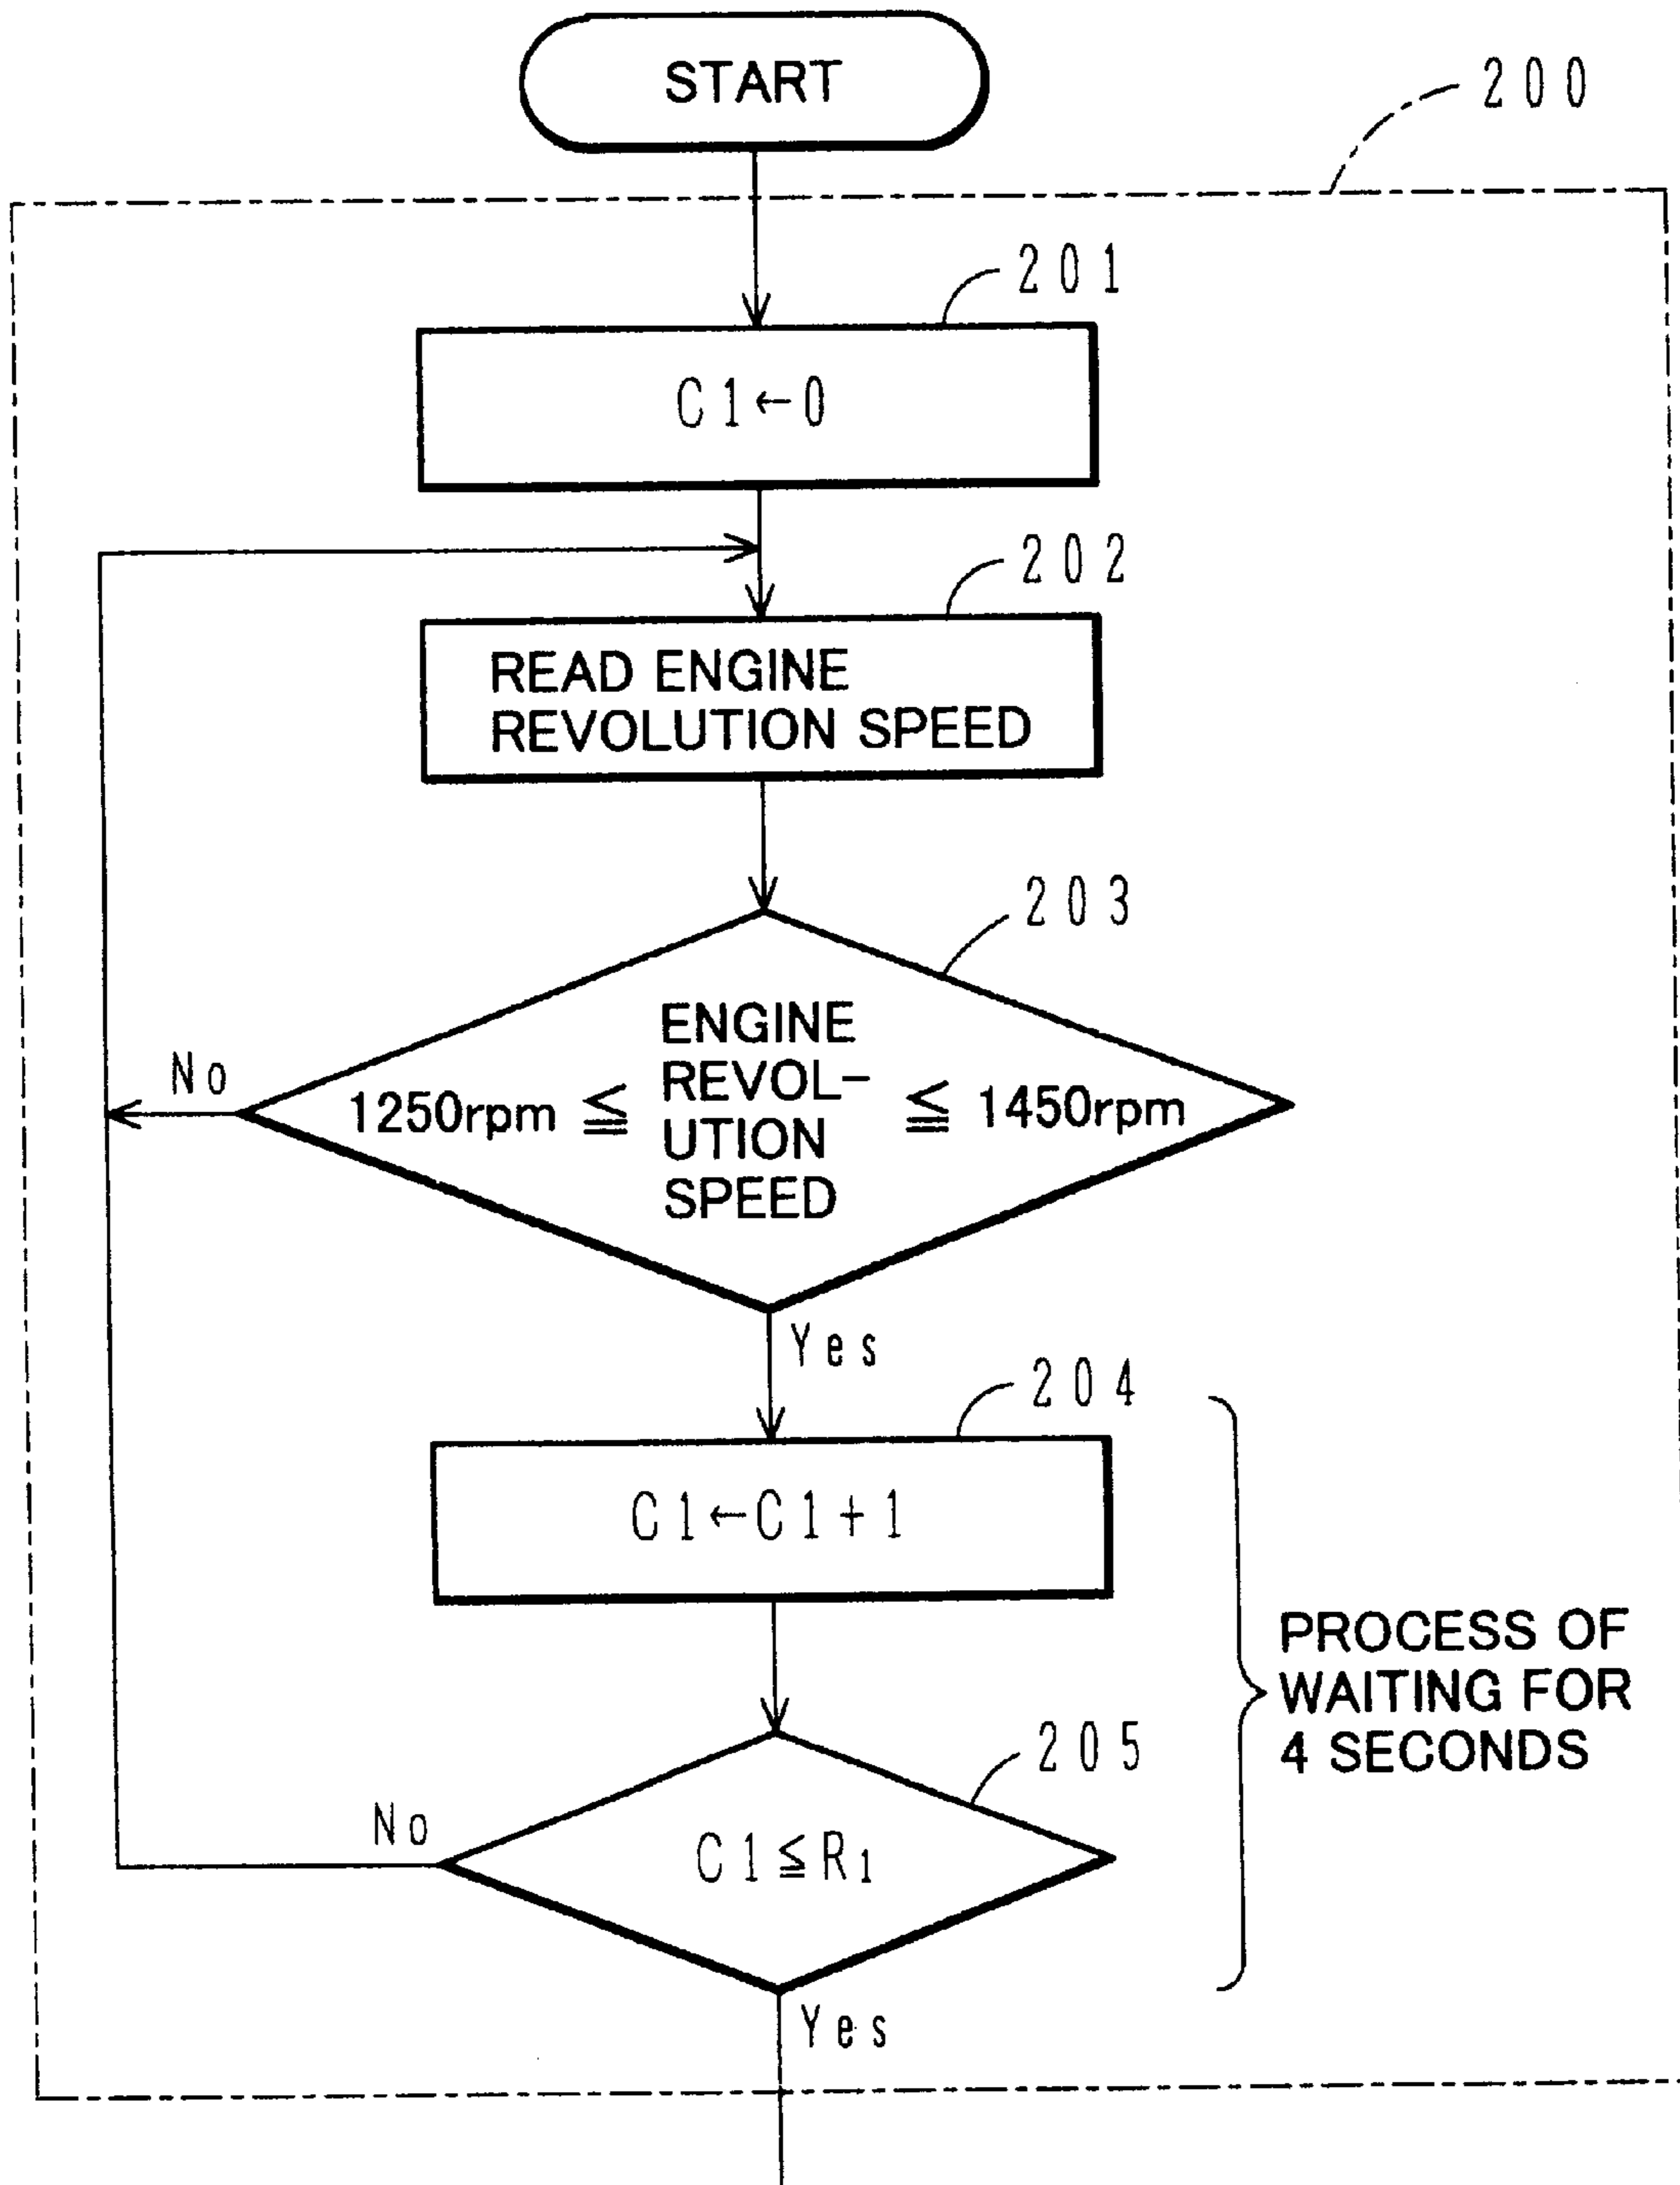 START
200
201
C1←0
202
READ ENGINE
REVOLUTION SPEED
203
ENGINE
REVOL-
UTION
SPEED
1250rpm ≦
≦ 1450rpm
No
Yes
204
C1←C1+1
205
C1≦R1
No
Yes
PROCESS OF
WAITING FOR
4 SECONDS